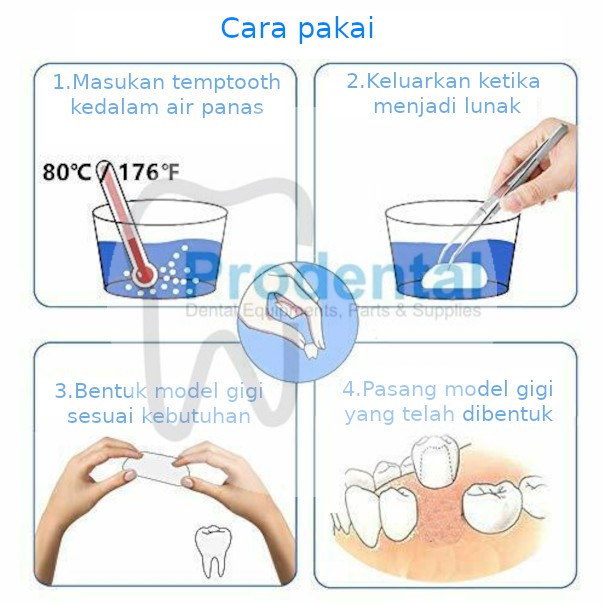 Cara pakai
1.Masukan temptooth
kedalam air panas
80℃ / 176℉
2.Keluarkan ketika
menjadi lunak
Prodental
Dental Equipments, Parts & Supplies
3.Bentuk model gigi
sesuai kebutuhan
4.Pasang model gigi
yang telah dibentuk